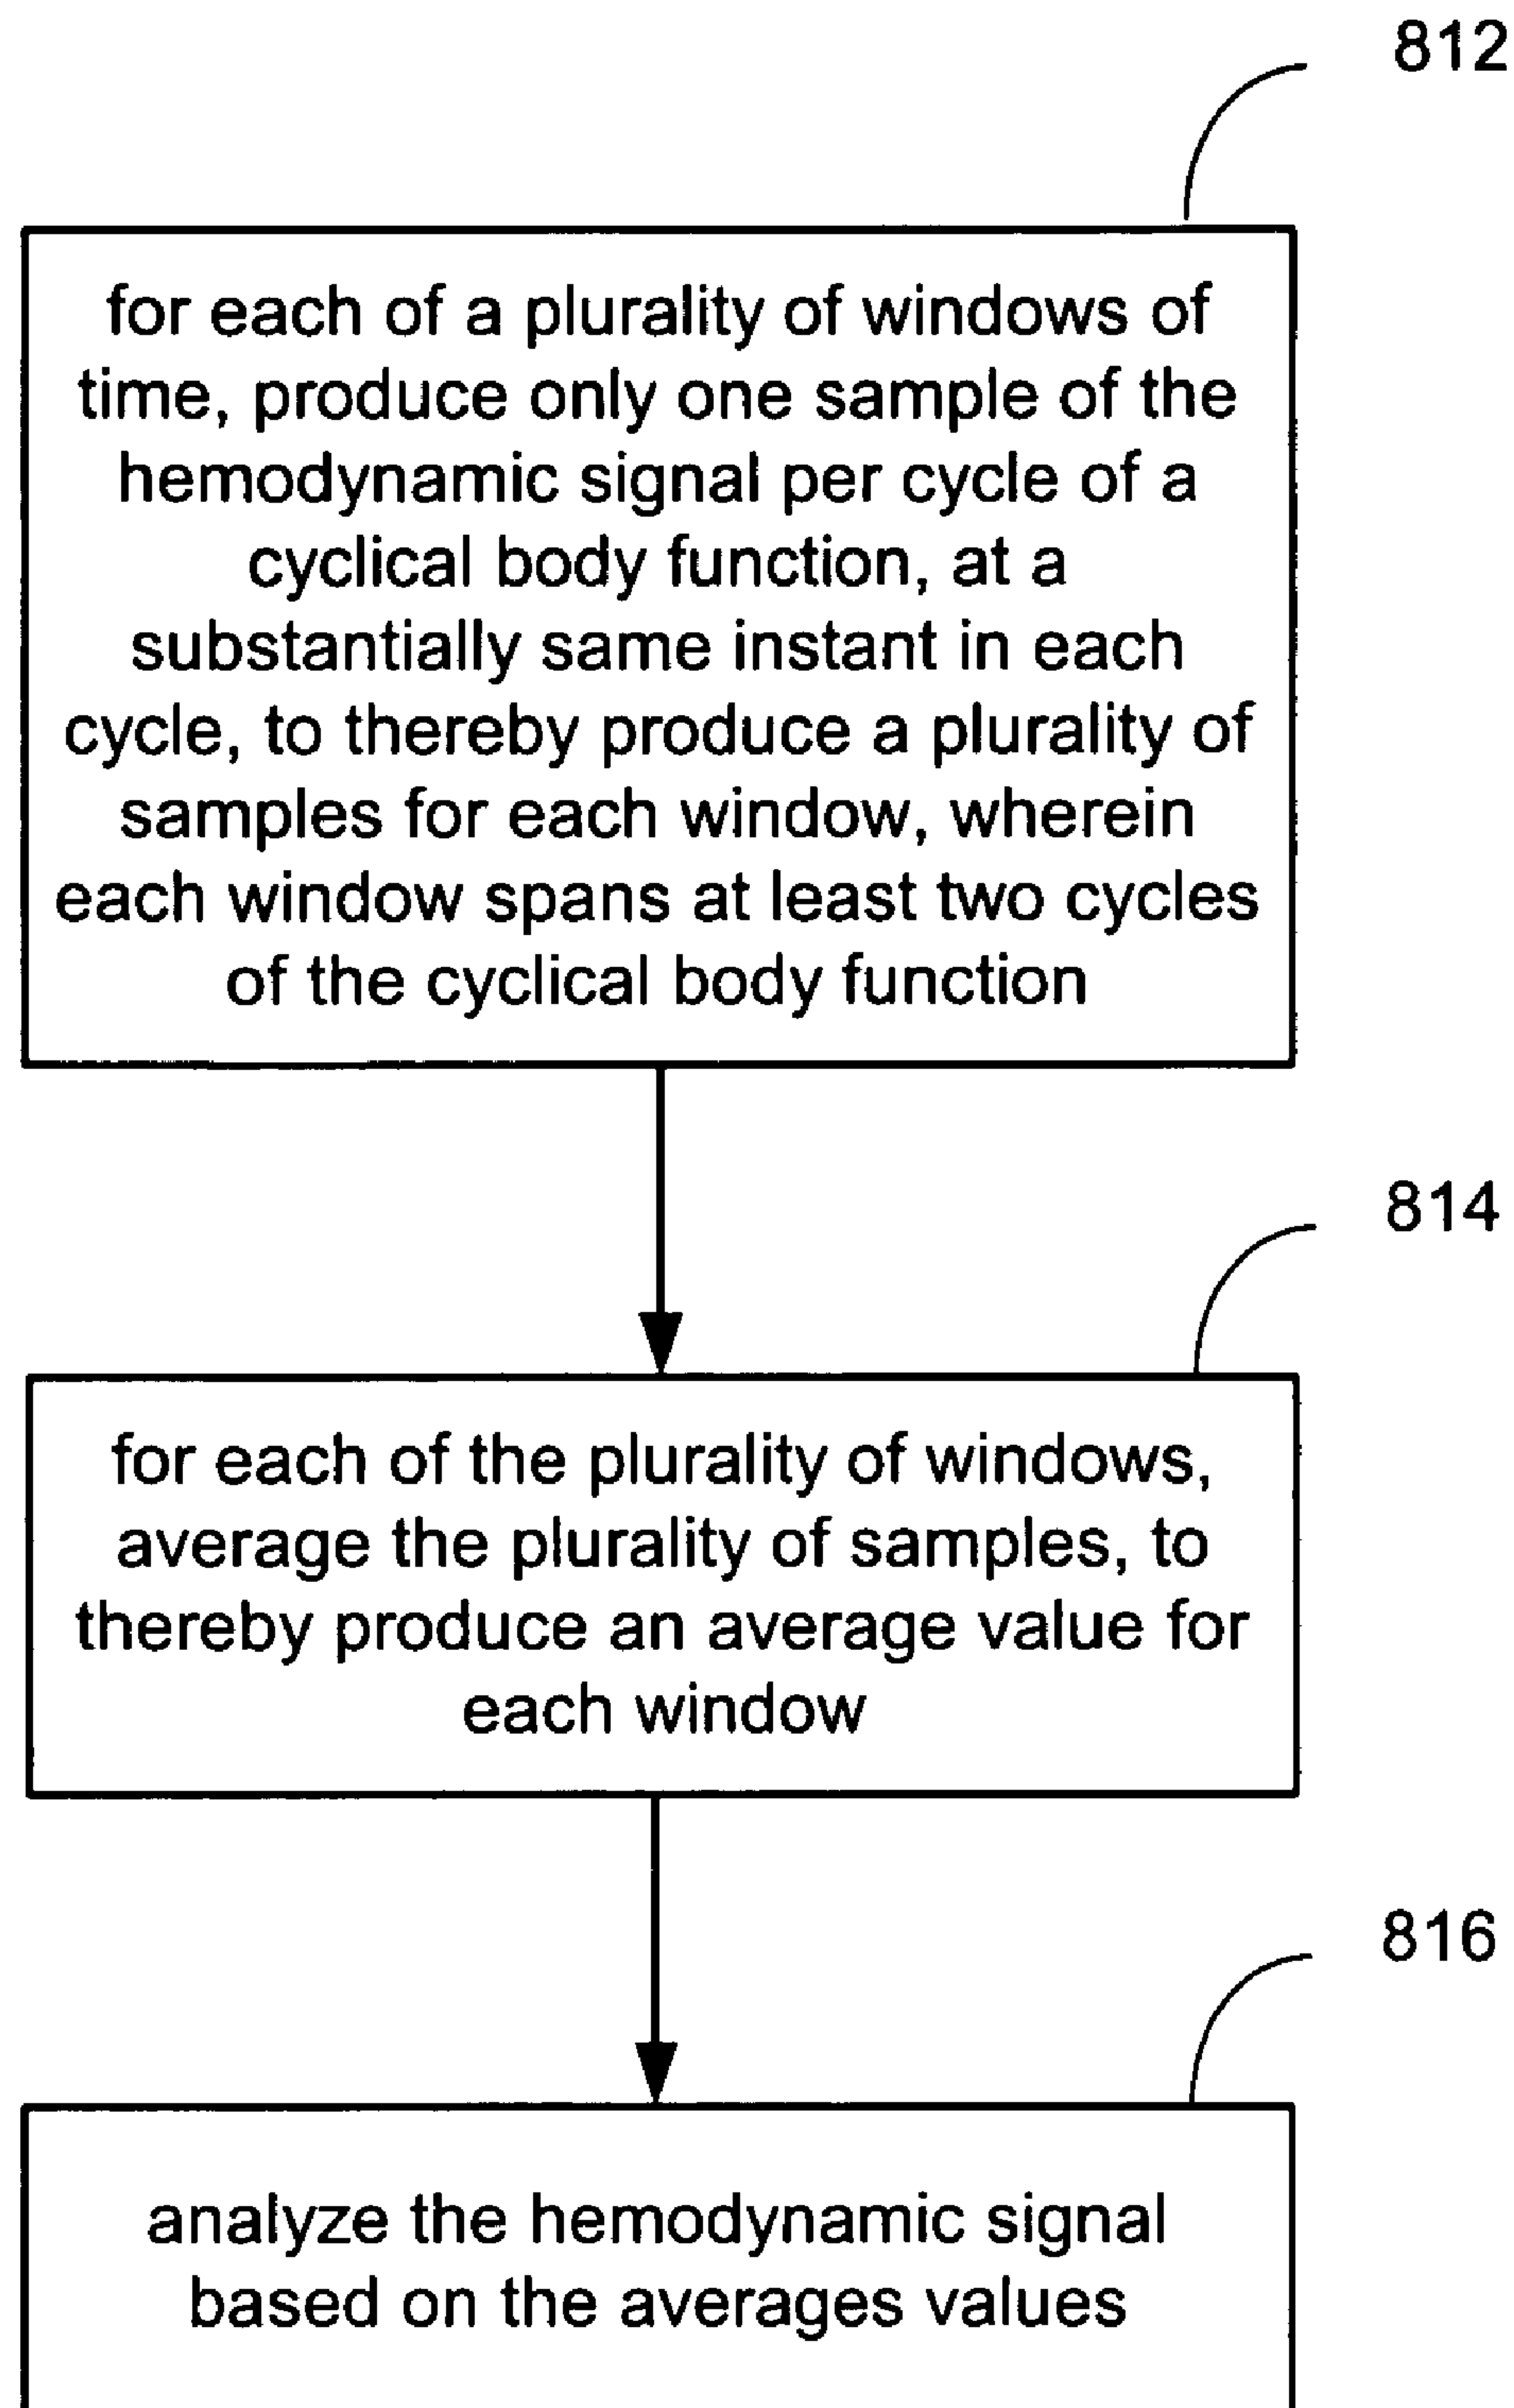 812
for each of a plurality of windows of
time, produce only one sample of the
hemodynamic signal per cycle of a
cyclical body function, at a
substantially same instant in each
cycle, to thereby produce a plurality of
samples for each window, wherein
each window spans at least two cycles
of the cyclical body function
814
for each of the plurality of windows,
average the plurality of samples, to
thereby produce an average value for
each window
816
analyze the hemodynamic signal
based on the averages values